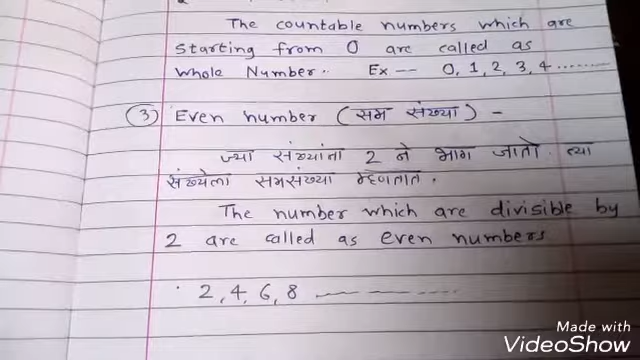 The countable numbers which are
starting from 0 are called as
whole Number.. Ex -- 0, 1, 2, 3, 4 ........
③ Even number (सम संख्या) -
ज्या संख्यांना 2 ने भाग जातो त्या
संख्येला समसंख्या म्हणतात.
The number which are divisible by
2 are called as even numbers
2, 4, 6, 8 ----------
Made with
VideoShow